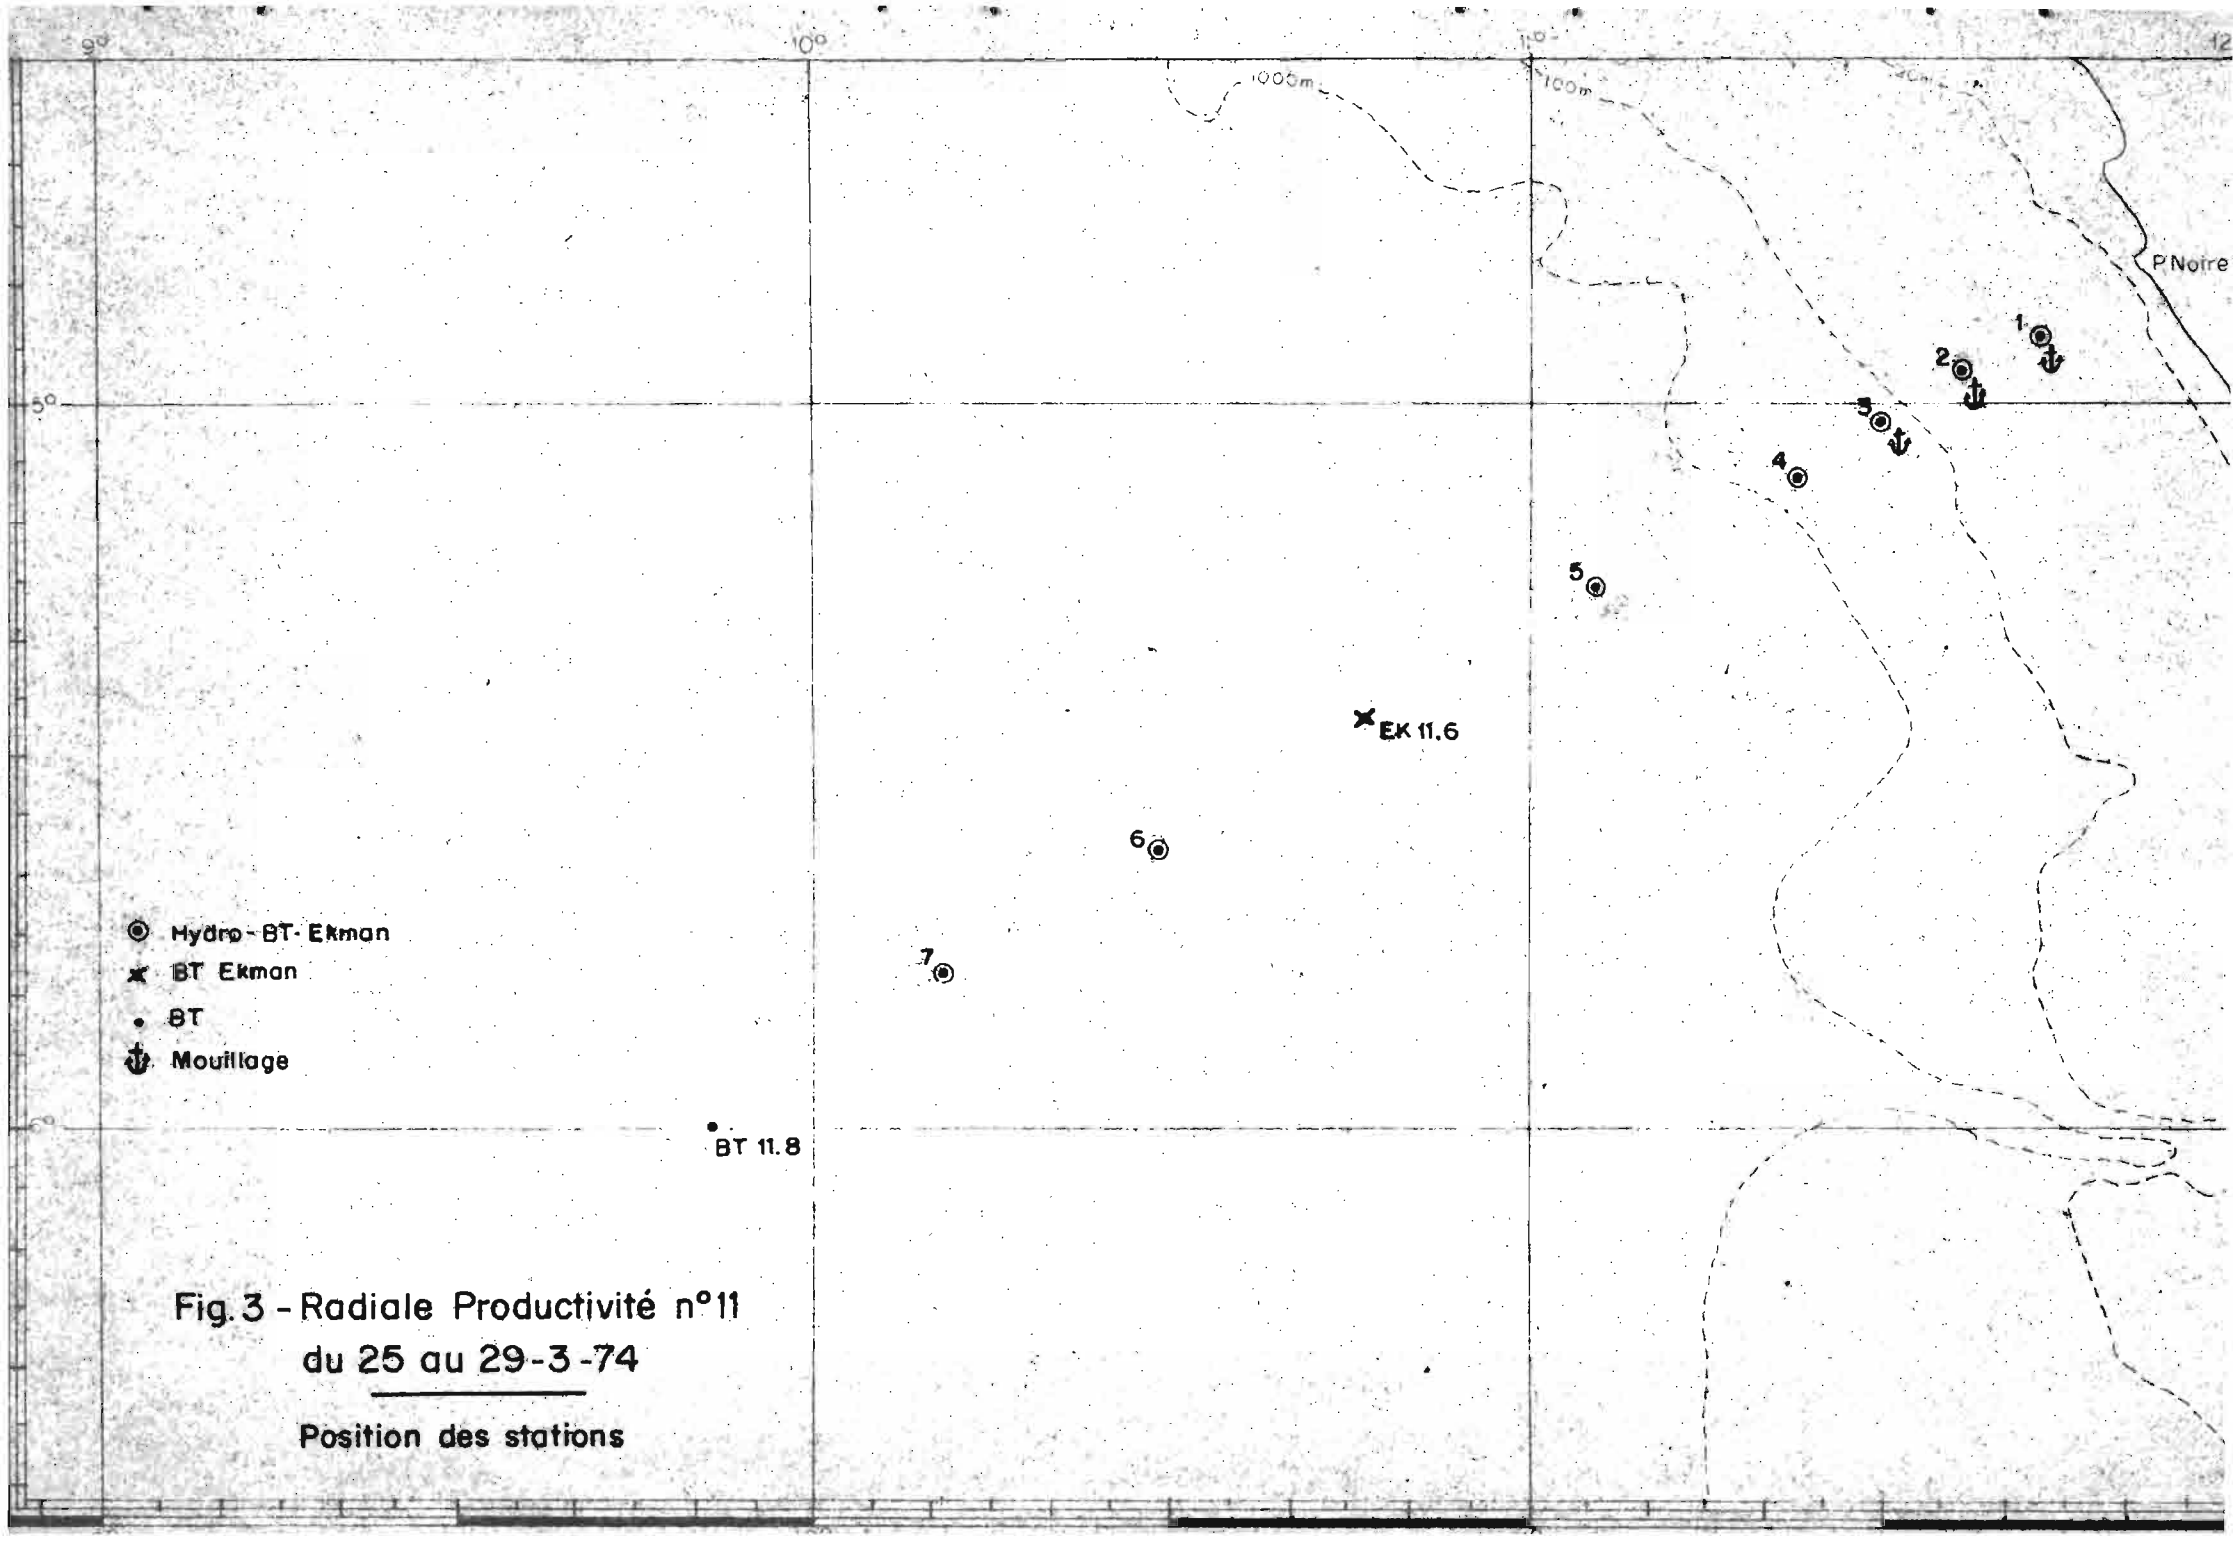 9° 10° 11° 12
1000m
100m
P.Noire
1
2
5°
3
4
5
EK 11.6
6
7
Hydro-BT-Ekman
BT Ekman
BT
Mouillage
6°
BT 11.8
Fig. 3 - Radiale Productivité n°11
du 25 au 29-3-74
Position des stations